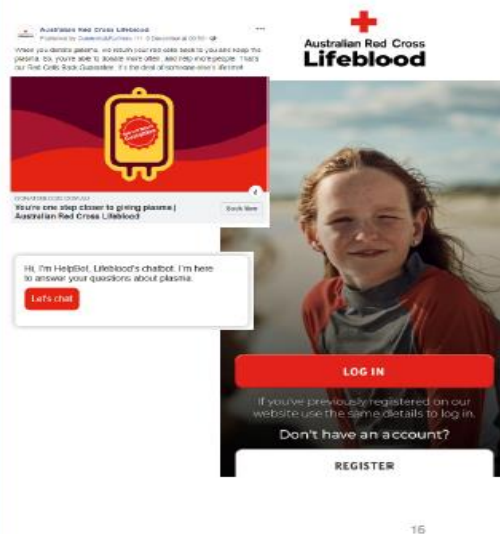 Australian Red Cross Lifeblood
When you donate plasma, we return your red cells back to you and keep the
plasma. So, you're able to donate more often, and help more people. That's
our Red Cells Back Guarantee. It's the deal of someone else's lifetime!
You're one step closer to giving plasma |
Australian Red Cross Lifeblood
Book Now
Hi, I'm HelpBot, Lifeblood's chatbot. I'm here
to answer your questions about plasma.
Let's chat
Australian Red Cross
Lifeblood
LOG IN
If you've previously registered on our
website use the same details to log in.
Don't have an account?
REGISTER
16